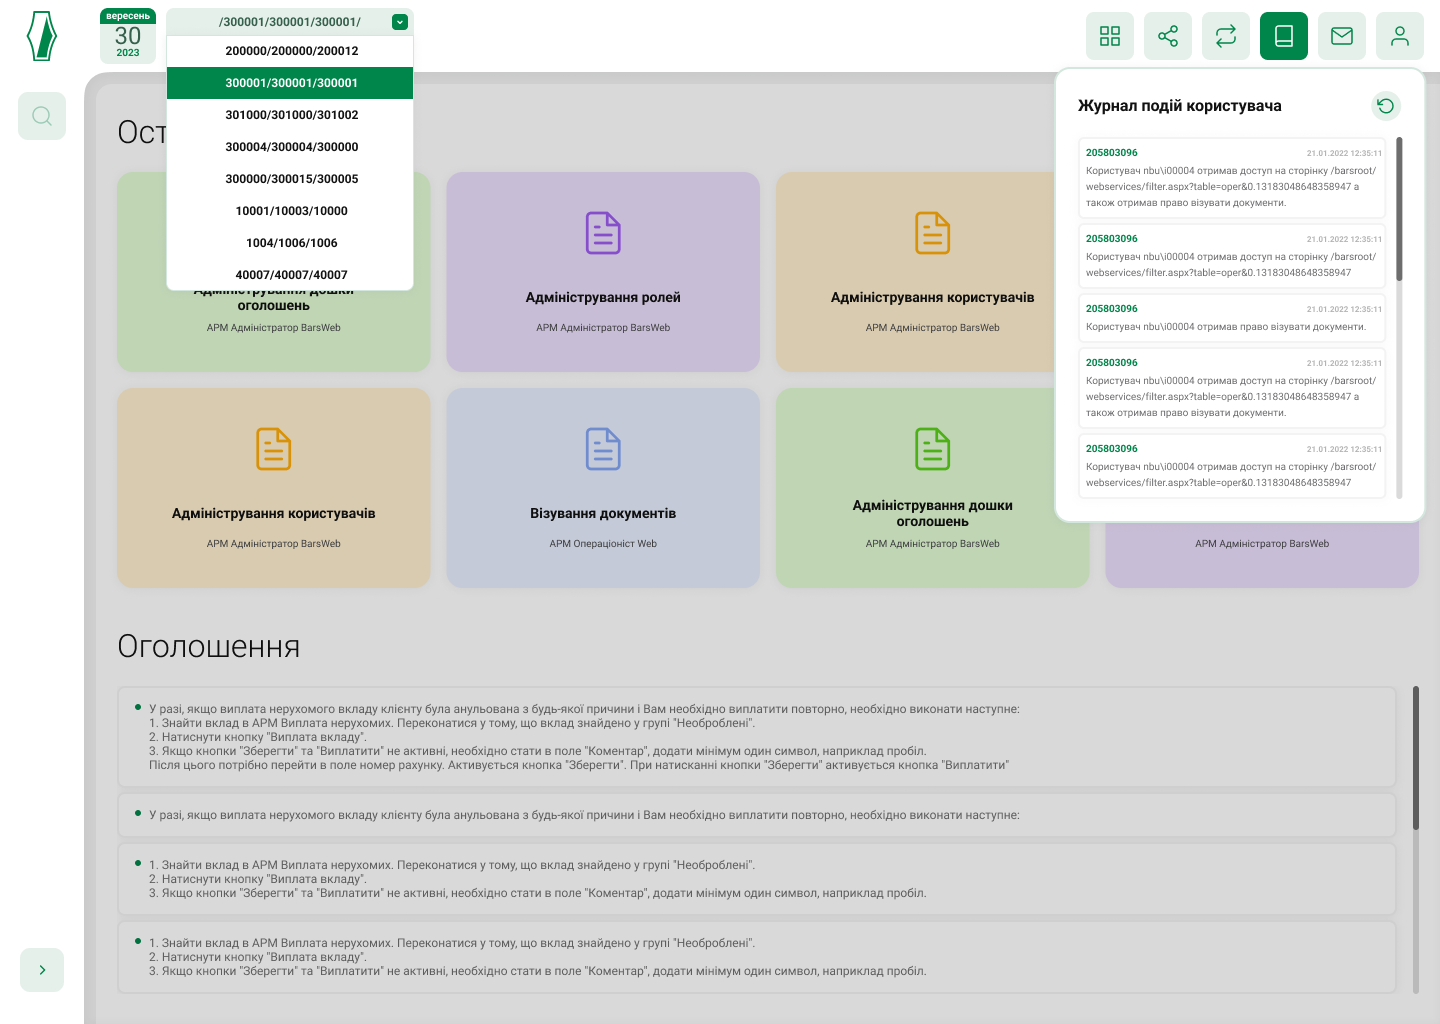 вересень
30
2023
/300001/300001/300001/
200000/200000/200012
300001/300001/300001
301000/301000/301002
300004/300004/300000
300000/300015/300005
10001/10003/10000
1004/1006/1006
40007/40007/40007
Ост
Адміністрування дошки
оголошень
АРМ Адміністратор BarsWeb
Адміністрування ролей
АРМ Адміністратор BarsWeb
Адміністрування користувачів
АРМ Адміністратор BarsWeb
Адміністрування користувачів
АРМ Адміністратор BarsWeb
Візування документів
АРМ Операціоніст Web
Адміністрування дошки
оголошень
АРМ Адміністратор BarsWeb
АРМ Адміністратор BarsWeb
Журнал подій користувача
205803096
21.01.2022 12:35:11
Користувач nbu\i00004 отримав доступ на сторінку /barsroot/
webservices/filter.aspx?table=oper&0.13183048648358947 а
також отримав право візувати документи.
205803096
21.01.2022 12:35:11
Користувач nbu\i00004 отримав доступ на сторінку /barsroot/
webservices/filter.aspx?table=oper&0.13183048648358947
205803096
21.01.2022 12:35:11
Користувач nbu\i00004 отримав право візувати документи.
205803096
21.01.2022 12:35:11
Користувач nbu\i00004 отримав доступ на сторінку /barsroot/
webservices/filter.aspx?table=oper&0.13183048648358947 а
також отримав право візувати документи.
205803096
21.01.2022 12:35:11
Користувач nbu\i00004 отримав доступ на сторінку /barsroot/
webservices/filter.aspx?table=oper&0.13183048648358947
Оголошення
У разі, якщо виплата нерухомого вкладу клієнту була анульована з будь-якої причини і Вам необхідно виплатити повторно, необхідно виконати наступне:
1. Знайти вклад в АРМ Виплата нерухомих. Переконатися у тому, що вклад знайдено у групі "Необроблені".
2. Натиснути кнопку "Виплата вкладу".
3. Якщо кнопки "Зберегти" та "Виплатити" не активні, необхідно стати в поле "Коментар", додати мінімум один символ, наприклад пробіл.
Після цього потрібно перейти в поле номер рахунку. Активується кнопка "Зберегти". При натисканні кнопки "Зберегти" активується кнопка "Виплатити"
У разі, якщо виплата нерухомого вкладу клієнту була анульована з будь-якої причини і Вам необхідно виплатити повторно, необхідно виконати наступне:
1. Знайти вклад в АРМ Виплата нерухомих. Переконатися у тому, що вклад знайдено у групі "Необроблені".
2. Натиснути кнопку "Виплата вкладу".
3. Якщо кнопки "Зберегти" та "Виплатити" не активні, необхідно стати в поле "Коментар", додати мінімум один символ, наприклад пробіл.
1. Знайти вклад в АРМ Виплата нерухомих. Переконатися у тому, що вклад знайдено у групі "Необроблені".
2. Натиснути кнопку "Виплата вкладу".
3. Якщо кнопки "Зберегти" та "Виплатити" не активні, необхідно стати в поле "Коментар", додати мінімум один символ, наприклад пробіл.